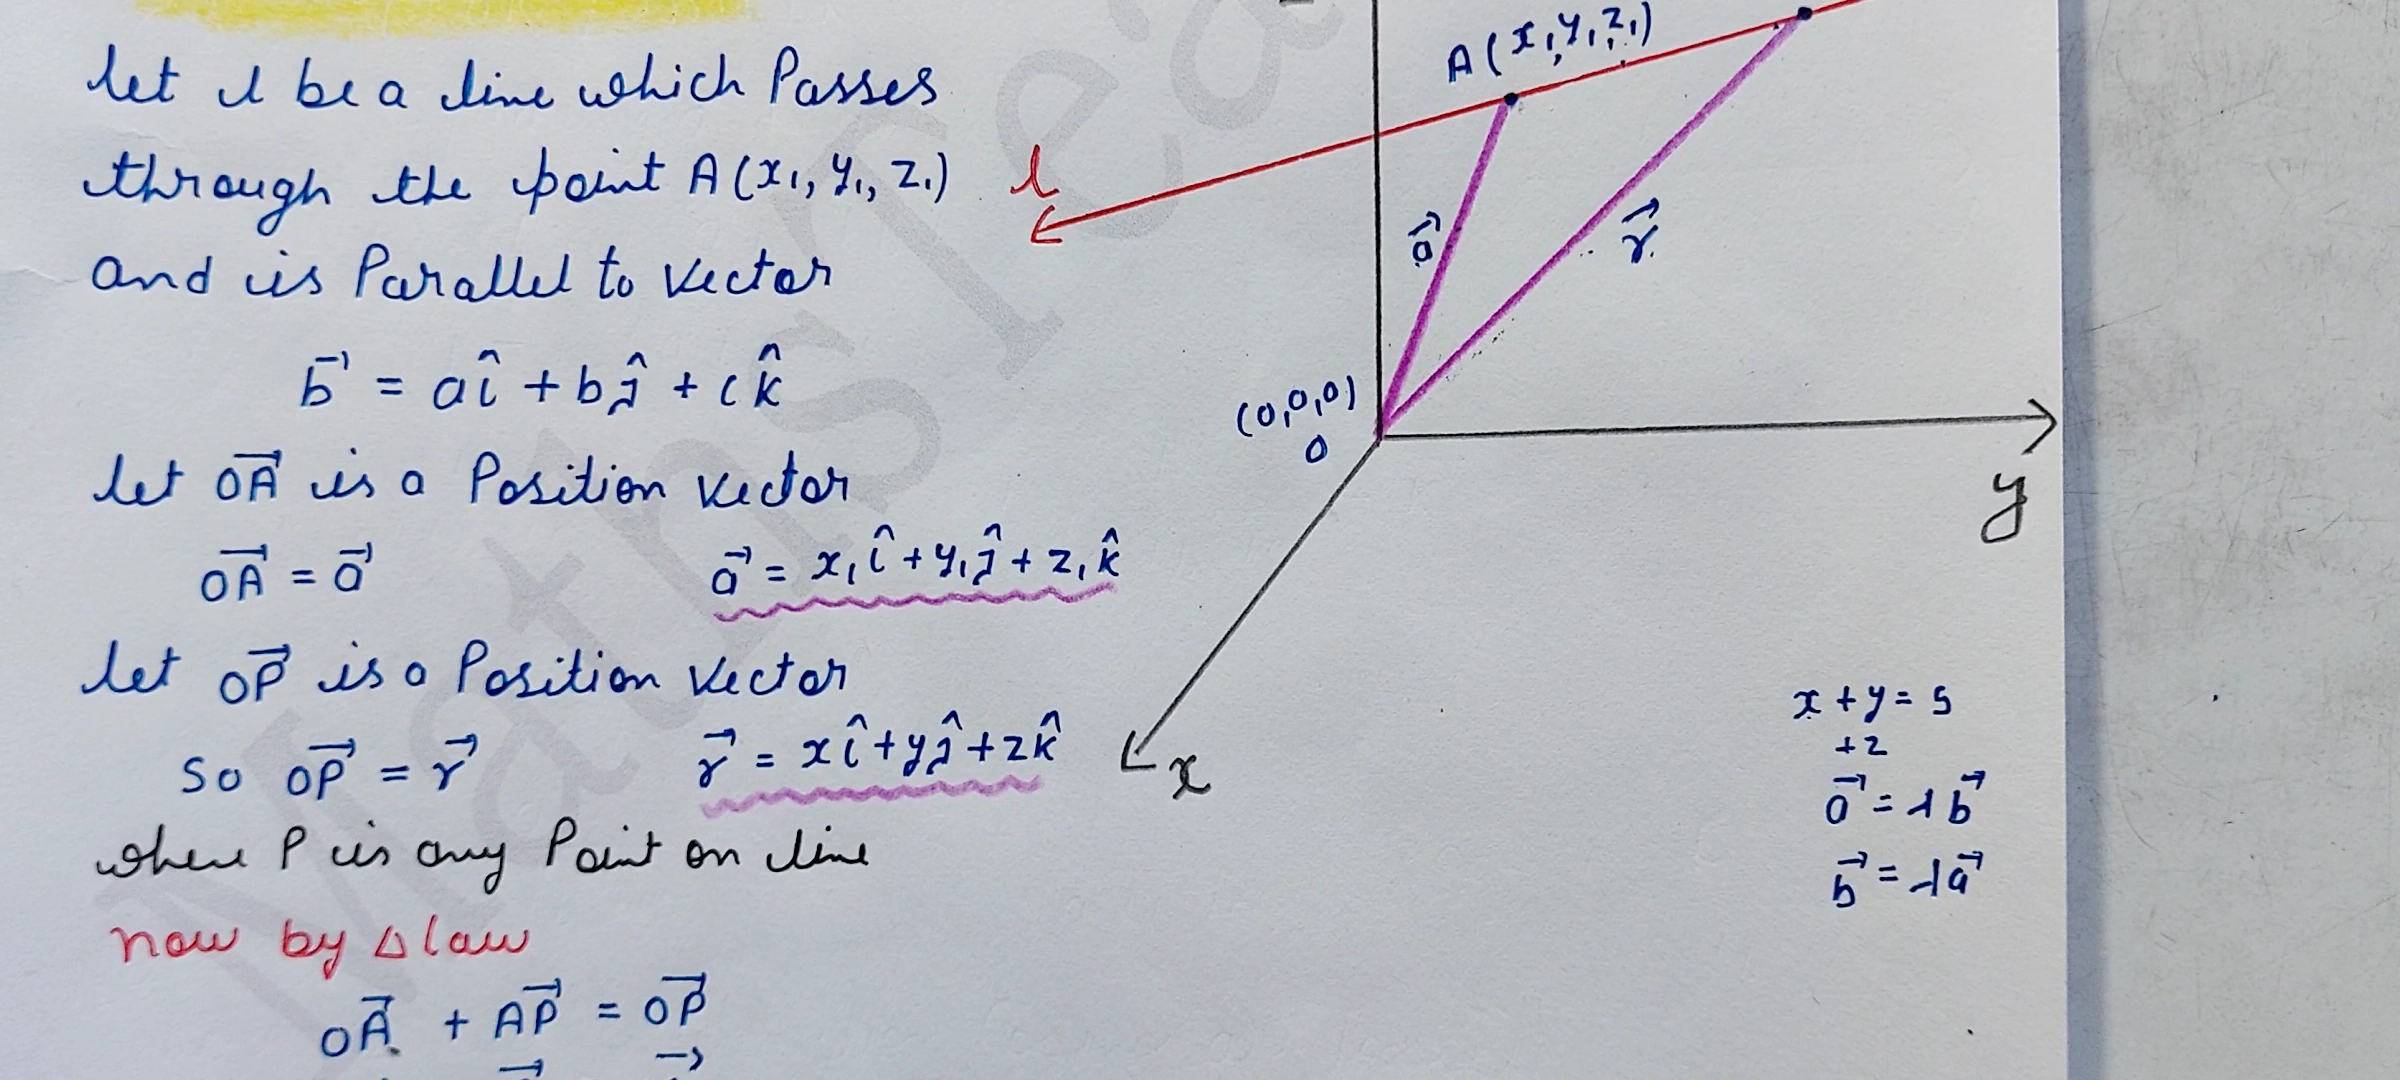 let l be a line which Passes
through the point A(x₁, y₁, z₁)
and is Parallel to vector
b⃗ = aî + bĵ + ck̂
let OA⃗ is a Position vector
OA⃗ = a⃗
a⃗ = x₁î + y₁ĵ + z₁k̂
let OP⃗ is a Position vector
so OP⃗ = r⃗
r⃗ = xî + yĵ + zk̂
where P is any Point on line
now by Δ law
OA⃗ + AP⃗ = OP⃗
A(x₁, y₁, z₁)
l
a⃗
r⃗
(0,0,0)
O
y
x
x + y = 5
+z
a⃗ = λb⃗
b⃗ = λa⃗